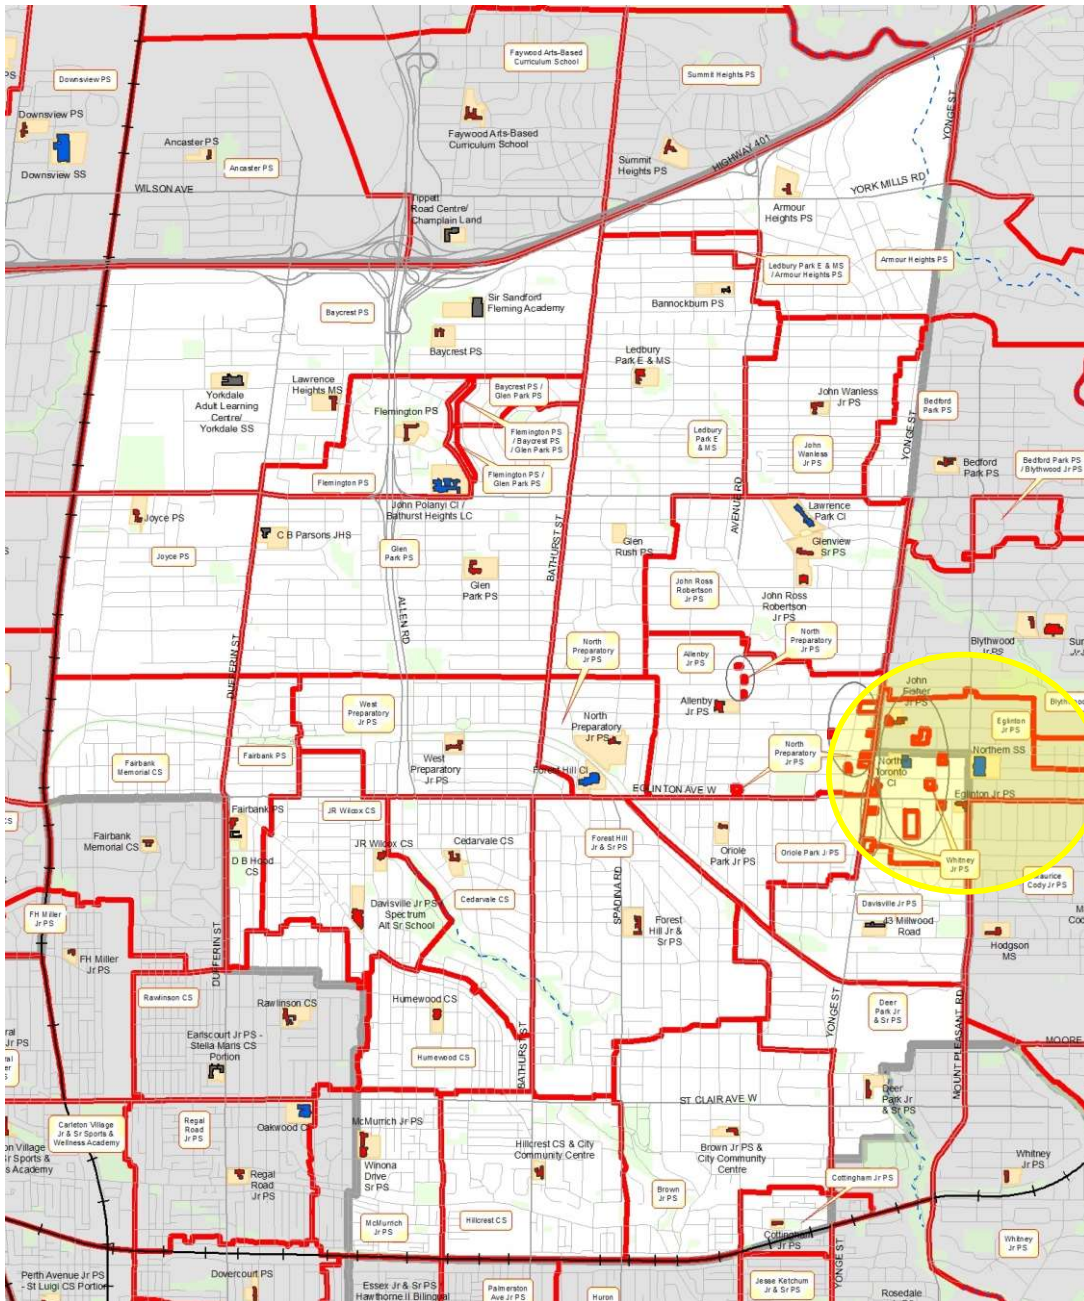 Downsview PS
Faywood Arts-Based
Curriculum School
Summit Heights PS
Downsview PS
Downsview SS
Ancaster PS
Ancaster PS
Faywood Arts-Based
Curriculum School
Summit
Heights PS
HIGHWAY 401
YONGE ST
WILSON AVE
YORK MILLS RD
Tippett
Road Centre/
Champlain Land
Armour
Heights PS
Ledbury Park E & MS
/ Armour Heights PS
Armour Heights PS
Bannockburn PS
Baycrest PS
Sir Sandford
Fleming Academy
Baycrest PS
Ledbury
Park E & MS
Lawrence
Heights MS
Yorkdale
Adult Learning
Centre/
Yorkdale SS
Baycrest PS /
Glen Park PS
Flemington PS
Flemington PS
/ Baycrest PS
/ Glen Park PS
John Wanless
Jr PS
Bedford
Park PS
YONGE ST
Ledbury
Park E
& MS
John
Wanless
Jr PS
Bedford
Park PS
Bedford Park PS
/ Blythwood Jr PS
Flemington PS
Flemington PS /
Glen Park PS
AVENUE RD
John Polanyi CI /
Bathurst Heights LC
Lawrence
Park CI
Joyce PS
C B Parsons JHS
Joyce PS
Glen
Park PS
BATHURST ST
Glen
Rush PS
Glenview
Sr PS
Glen
Park PS
John Ross
Robertson
Jr PS
John Ross
Robertson
Jr PS
ALLEN RD
DUFFERIN ST
North
Preparatory
Jr PS
Allenby
Jr PS
North
Preparatory
Jr PS
Blythwood
Jr PS
John
Fisher
Jr PS
West
Preparatory
Jr PS
Allenby
Jr PS
North
Preparatory
Jr PS
Eglinton
Jr PS
Fairbank
Memorial CS
Fairbank PS
West
Preparatory
Jr PS
Forest Hill CI
North
Preparatory
Jr PS
North
Toronto
CI
Northern SS
EGLINTON AVE W
Eglinton Jr PS
Fairbank PS
JR Wilcox CS
Fairbank
Memorial CS
D B Hood
CS
JR Wilcox CS
Cedarvale CS
Forest Hill
Jr & Sr PS
Oriole
Park Jr PS
Oriole Park Jr PS
Whitney
Jr PS
Maurice
Cody Jr PS
FH Miller
Jr PS
Davisville Jr PS /
Spectrum
Alt Sr School
Cedarvale CS
SPADINA RD
Davisville Jr PS
43 Millwood
Road
Forest
Hill Jr &
Sr PS
Hodgson
MS
FH Miller
Jr PS
DUFFERIN ST
Rawlinson CS
Rawlinson CS
Humewood CS
YONGE ST
Deer
Park Jr
& Sr PS
MOUNT PLEASANT RD
MOORE
Earlscourt Jr PS -
Stella Maris CS
Portion
Humewood CS
BATHURST ST
ST CLAIR AVE W
Deer
Park Jr
& Sr PS
Carleton Village
Jr & Sr Sports &
Wellness Academy
Regal
Road
Jr PS
McMurrich Jr PS
Hillcrest CS & City
Community Centre
Brown Jr PS &
City Community
Centre
Whitney
Jr PS
Regal
Road
Jr PS
Winona
Drive
Sr PS
Cottingham Jr PS
McMurrich
Jr PS
Hillcrest CS
Brown
Jr PS
Cottingham
Jr PS
YONGE ST
Whitney
Jr PS
Perth Avenue Jr PS
- St Luigi CS Portion
Dovercourt PS
Essex Jr & Sr PS /
Hawthorne II Bilingual
Palmerston
Ave Jr PS
Huron
Jesse Ketchum
Jr & Sr PS
Rosedale